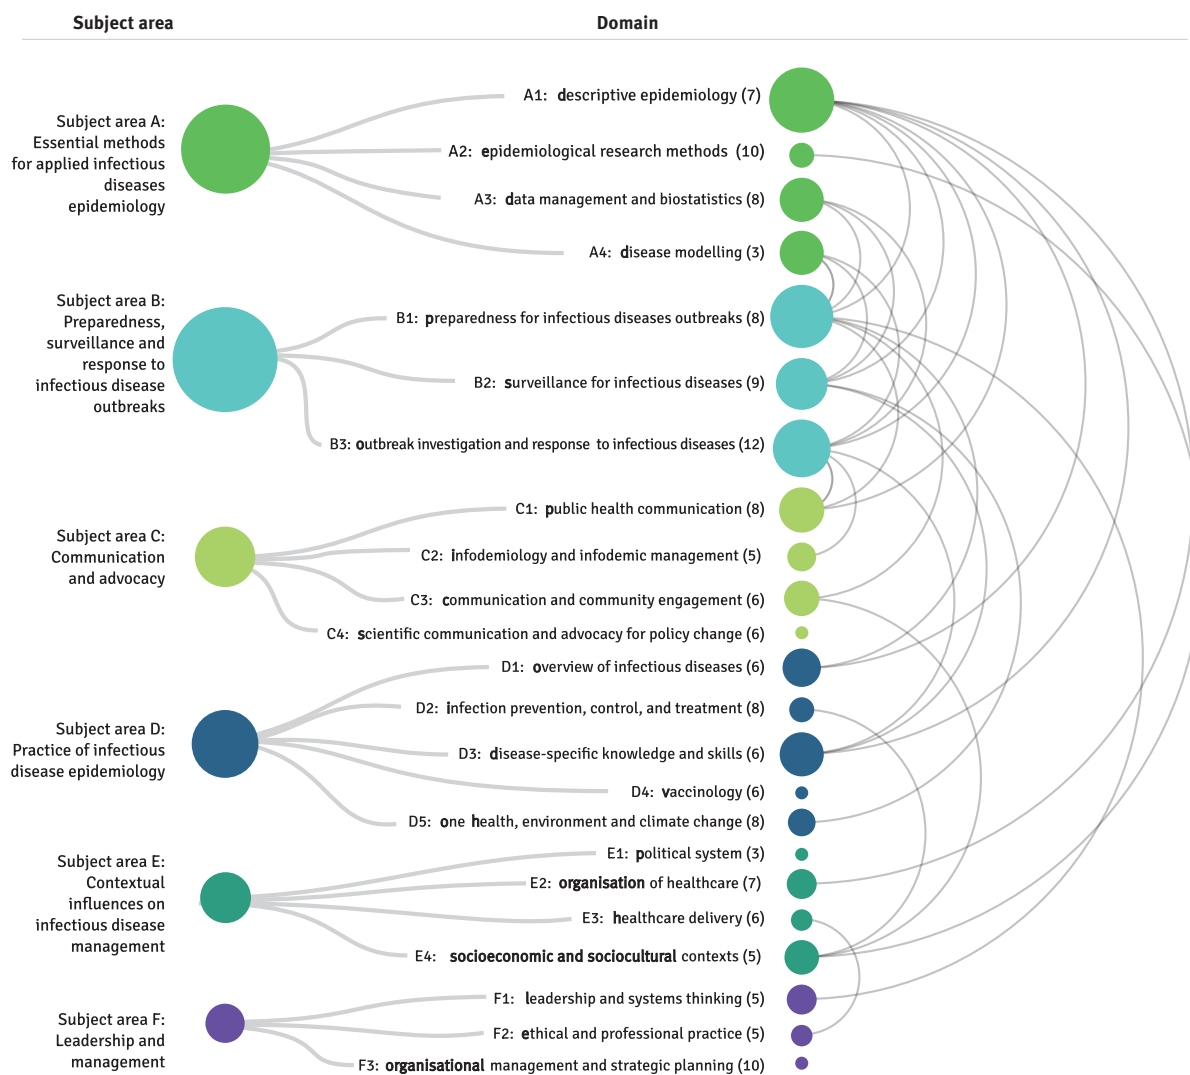 Subject area
Domain
Subject area A:
Essential methods
for applied infectious
diseases
epidemiology
A1: descriptive epidemiology (7)
A2: epidemiological research methods (10)
A3: data management and biostatistics (8)
A4: disease modelling (3)
Subject area B:
Preparedness,
surveillance and
response to
infectious disease
outbreaks
B1: preparedness for infectious diseases outbreaks (8)
B2: surveillance for infectious diseases (9)
B3: outbreak investigation and response to infectious diseases (12)
Subject area C:
Communication
and advocacy
C1: public health communication (8)
C2: infodemiology and infodemic management (5)
C3: communication and community engagement (6)
C4: scientific communication and advocacy for policy change (6)
Subject area D:
Practice of infectious
disease epidemiology
D1: overview of infectious diseases (6)
D2: infection prevention, control, and treatment (8)
D3: disease-specific knowledge and skills (6)
D4: vaccinology (6)
D5: one health, environment and climate change (8)
Subject area E:
Contextual
influences on
infectious disease
management
E1: political system (3)
E2: organisation of healthcare (7)
E3: healthcare delivery (6)
E4: socioeconomic and sociocultural contexts (5)
Subject area F:
Leadership and
management
F1: leadership and systems thinking (5)
F2: ethical and professional practice (5)
F3: organisational management and strategic planning (10)